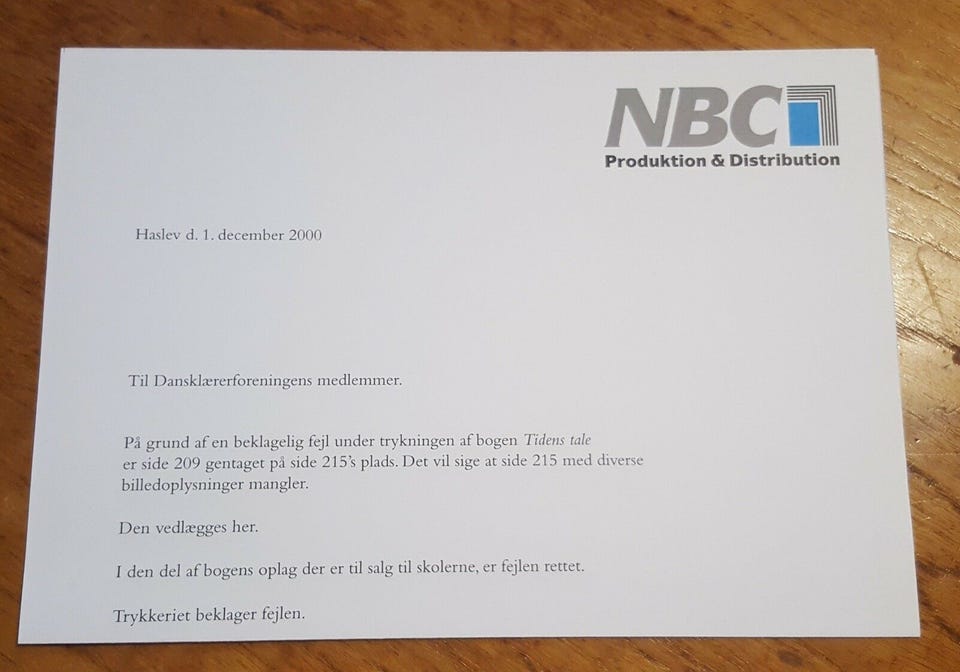 NBC
Produktion & Distribution
Haslev d. 1. december 2000
Til Dansklærerforeningens medlemmer.
På grund af en beklagelig fejl under trykningen af bogen Tidens tale
er side 209 gentaget på side 215's plads. Det vil sige at side 215 med diverse
billedoplysninger mangler.
Den vedlægges her.
I den del af bogens oplag der er til salg til skolerne, er fejlen rettet.
Trykkeriet beklager fejlen.